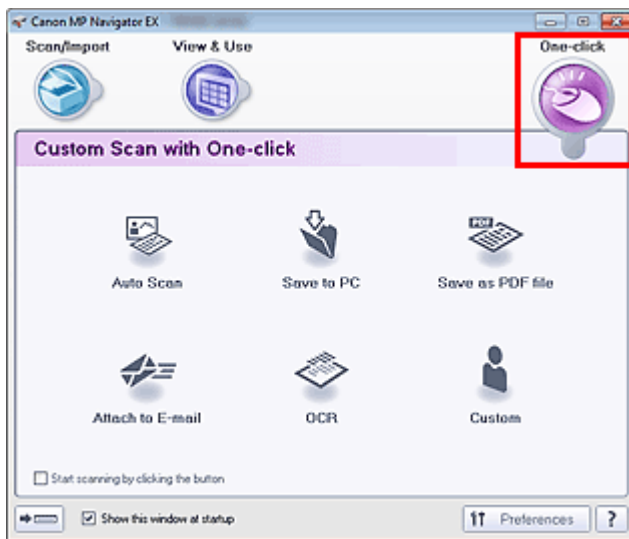 Canon MP Navigator EX
Scan/Import View & Use One-click
Custom Scan with One-click
Auto Scan Save to PC Save as PDF file
PDF
Attach to E-mail OCR Custom
Start scanning by clicking the button
Show this window at startup Preferences ?